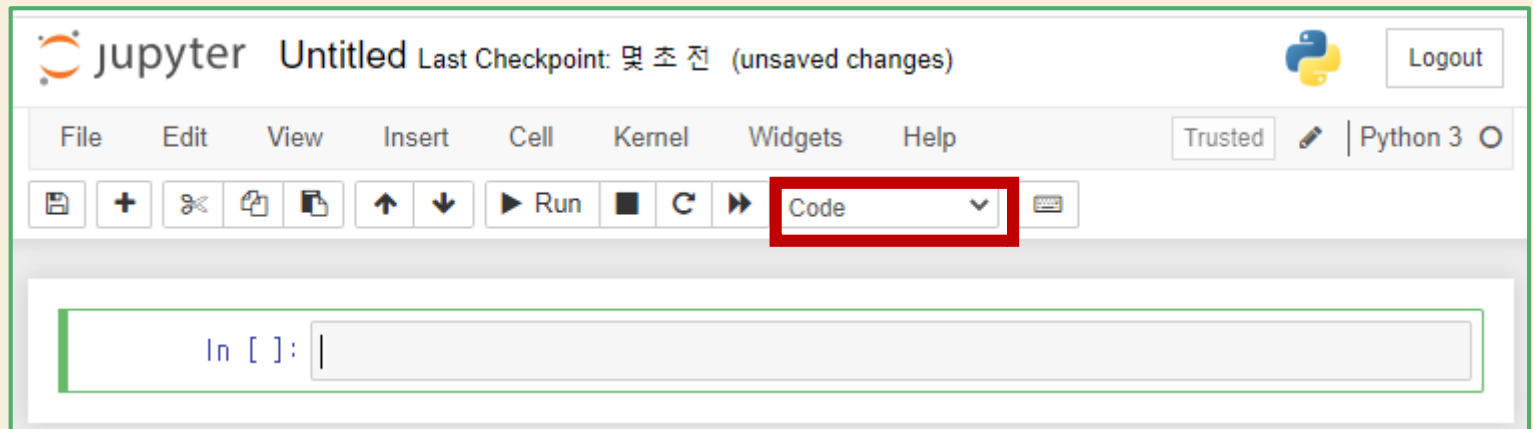 jupyter Untitled Last Checkpoint: 몇 초 전 (unsaved changes) Logout
File Edit View Insert Cell Kernel Widgets Help Trusted Python 3
Run Code
In [ ]: